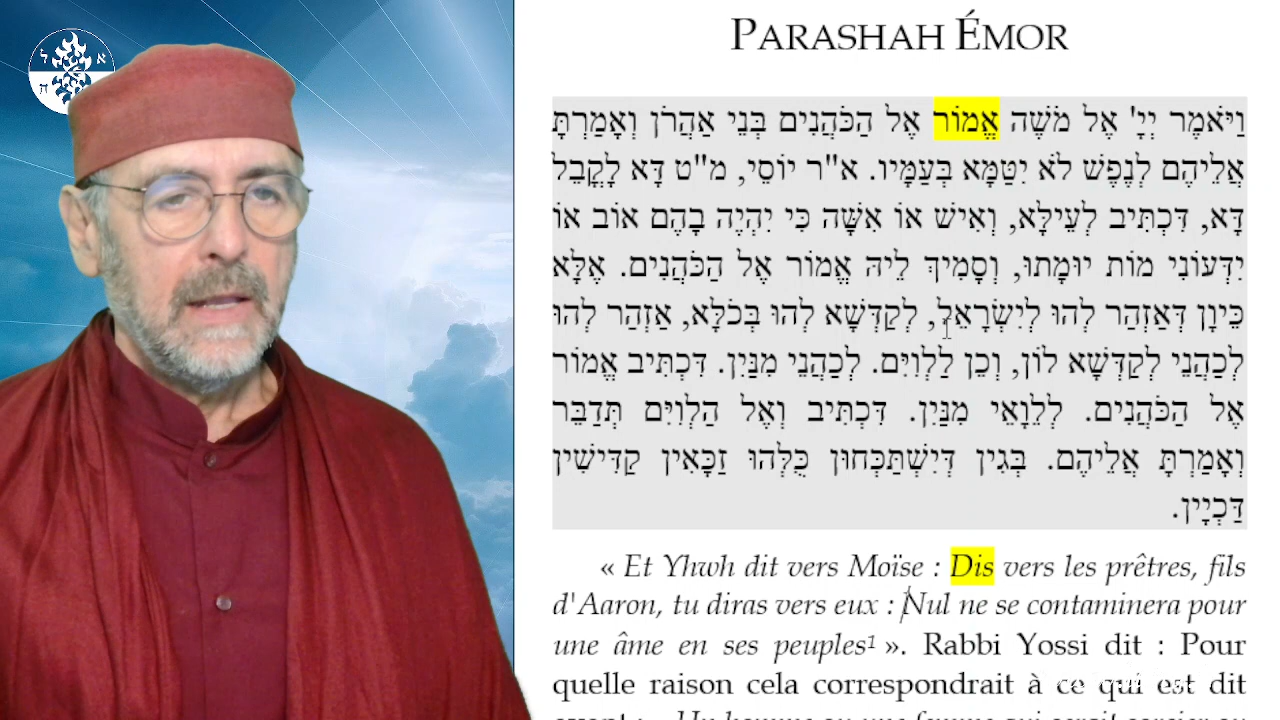 PARASHAH ÉMOR
וַיֹּאמֶר יְיָ' אֶל מֹשֶׁה אֱמוֹר אֶל הַכֹּהֲנִים בְּנֵי אַהֲרֹן וְאָמַרְתָּ
אֲלֵיהֶם לְנֶפֶשׁ לֹא יִטַּמָּא בְּעַמָּיו. א"ר יוֹסֵי, מ"ט דָּא לָקֳבֵל
דָּא, דִּכְתִיב לְעֵילָּא, וְאִישׁ אוֹ אִשָּׁה כִּי יִהְיֶה בָהֶם אוֹב אוֹ
יִדְּעוֹנִי מוֹת יוּמָתוּ, וְסָמִיךְ לֵיהּ אֱמוֹר אֶל הַכֹּהֲנִים. אֶלָּא
כֵּיוָן דְּאַזְהַר לְהוּ לְיִשְׂרָאֵל, לְקַדְּשָׁא לְהוּ בְּכֹלָּא, אַזְהַר לְהוּ
לְכַהֲנֵי לְקַדְּשָׁא לוֹן, וְכֵן לַלְוִיִּם. לְכַהֲנֵי מִנַּיִן. דִּכְתִּיב אֱמוֹר
אֶל הַכֹּהֲנִים. לְלֵוָאֵי מִנַּיִן. דִּכְתִּיב וְאֶל הַלְוִיִּם תְּדַבֵּר
וְאָמַרְתָּ אֲלֵיהֶם. בְּגִין דְּיִשְׁתַּכְּחוּן כֻּלְּהוּ זַכָּאִין קַדִּישִׁין
דַּכְיָין.
« Et Yhwh dit vers Moïse : Dis vers les prêtres, fils
d'Aaron, tu diras vers eux : Nul ne se contaminera pour
une âme en ses peuples1 ». Rabbi Yossi dit : Pour
quelle raison cela correspondrait à ce qui est dit